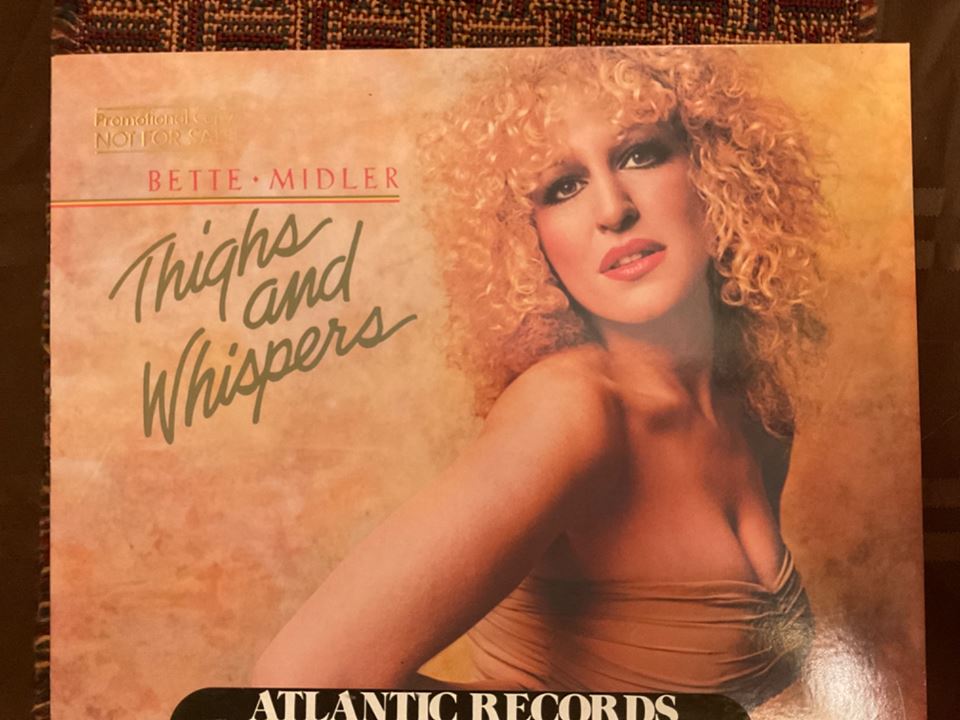 Promotional Copy
NOT FOR SALE
BETTE • MIDLER
Thighs
and
Whispers
ATLANTIC RECORDS